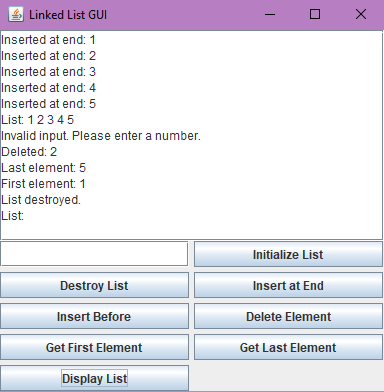 Linked List GUI
Inserted at end: 1
Inserted at end: 2
Inserted at end: 3
Inserted at end: 4
Inserted at end: 5
List: 1 2 3 4 5
Invalid input. Please enter a number.
Deleted: 2
Last element: 5
First element: 1
List destroyed.
List:
Initialize List
Destroy List
Insert at End
Insert Before
Delete Element
Get First Element
Get Last Element
Display List